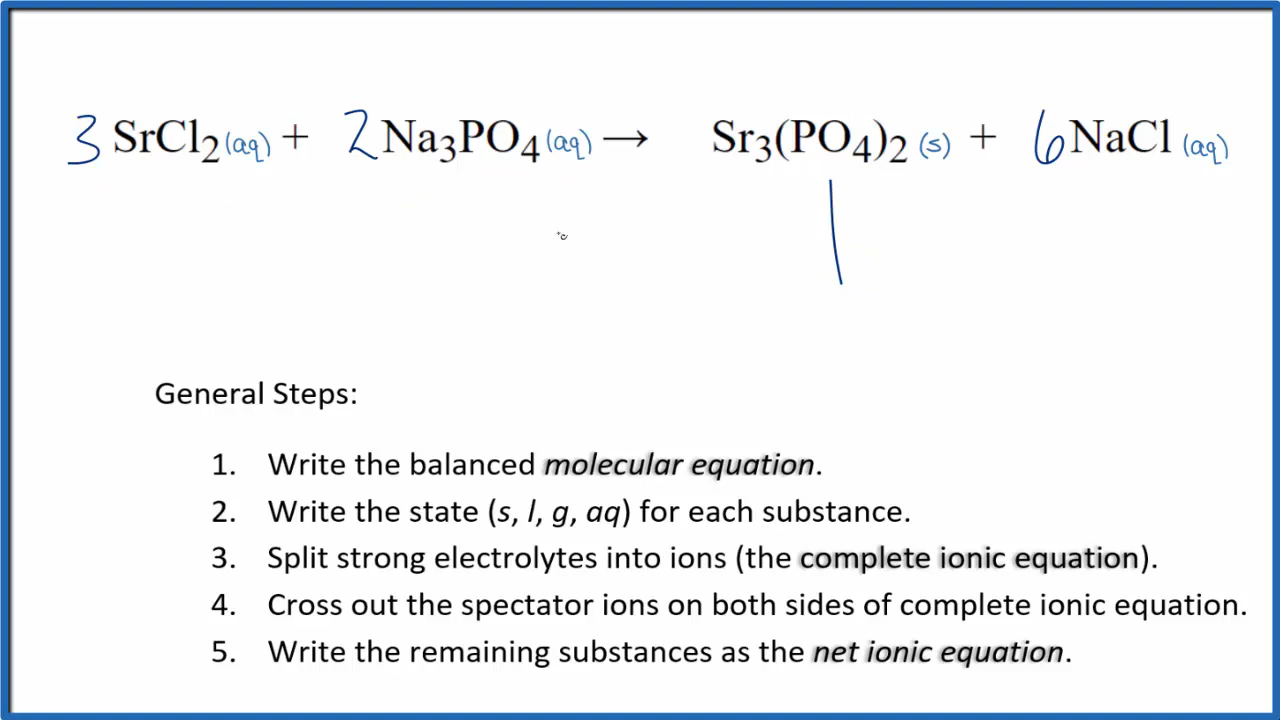 3 SrCl₂ (aq) + 2 Na₃PO₄ (aq) → Sr₃(PO₄)₂ (s) + 6 NaCl (aq)
General Steps:
1. Write the balanced molecular equation.
2. Write the state (s, l, g, aq) for each substance.
3. Split strong electrolytes into ions (the complete ionic equation).
4. Cross out the spectator ions on both sides of complete ionic equation.
5. Write the remaining substances as the net ionic equation.